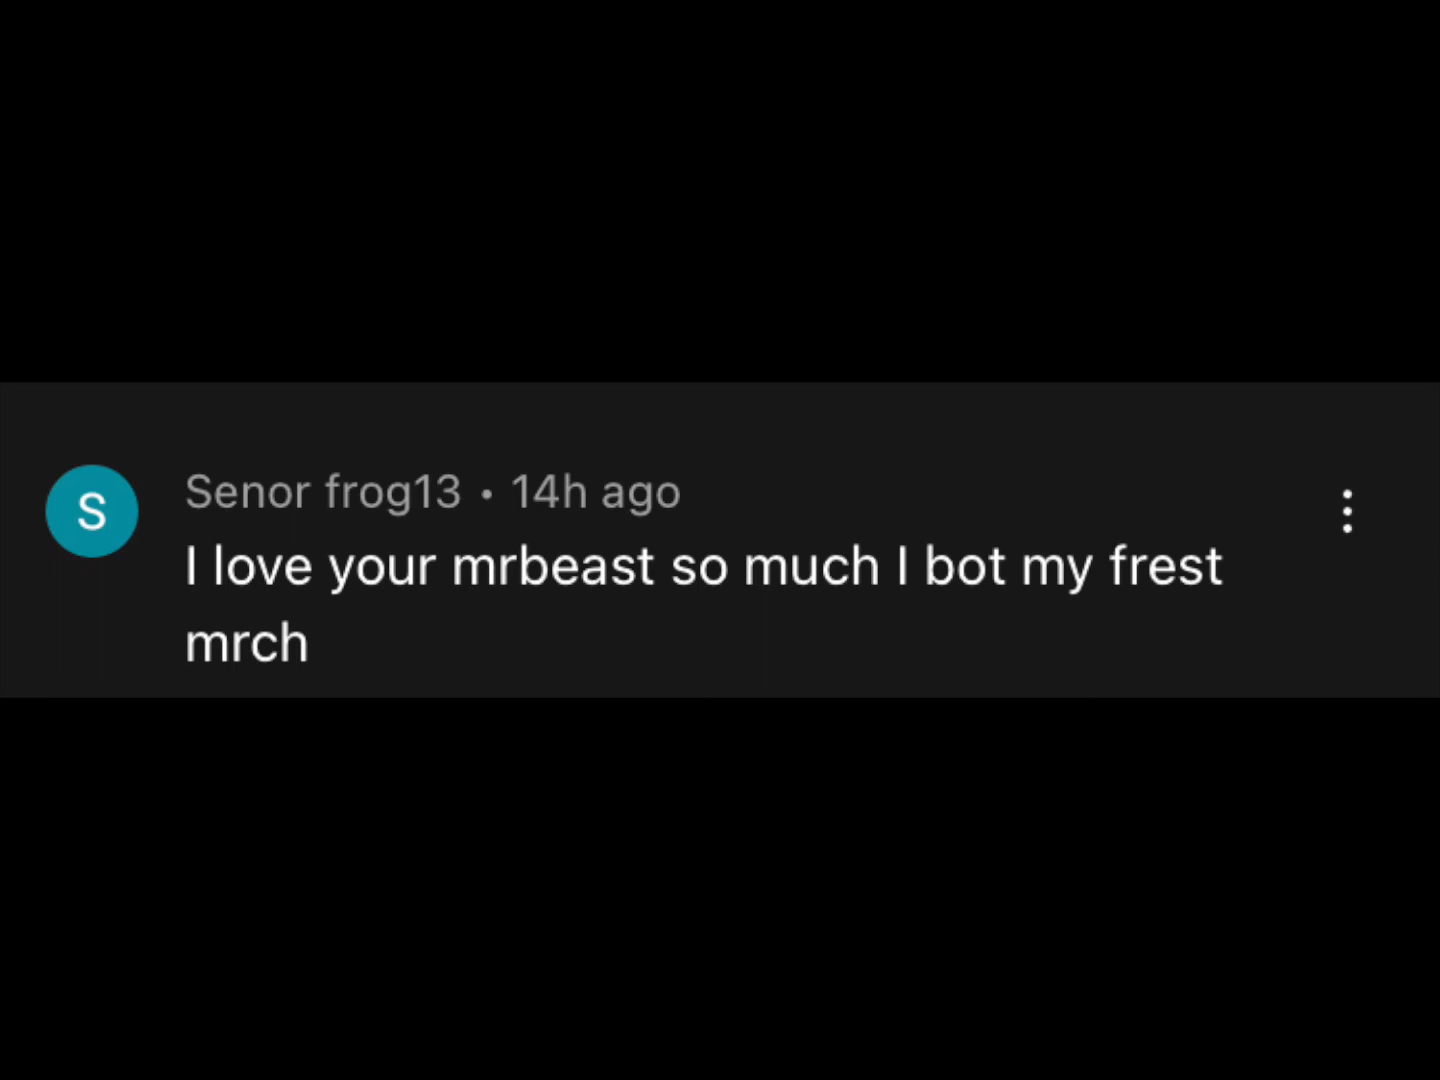 S
Senor frog13 • 14h ago
I love your mrbeast so much I bot my frest
mrch